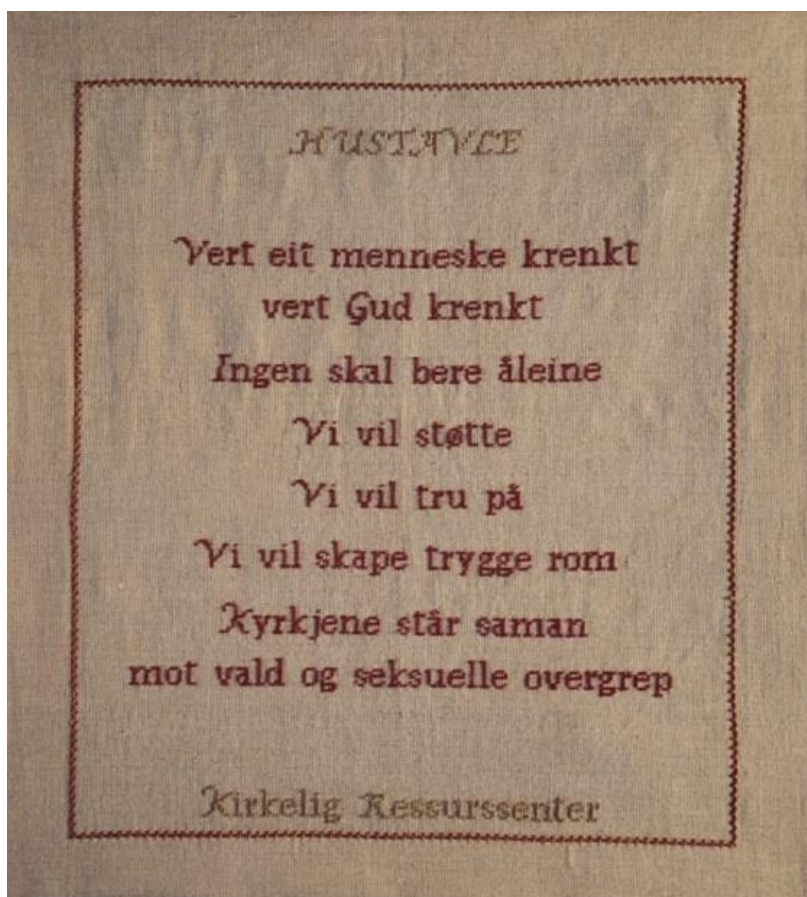 HUSTAVLE
Vert eit menneske krenkt
vert Gud krenkt
Ingen skal bere åleine
Vi vil støtte
Vi vil tru på
Vi vil skape trygge rom
Kyrkjene står saman
mot vald og seksuelle overgrep
Kirkelig Ressurssenter